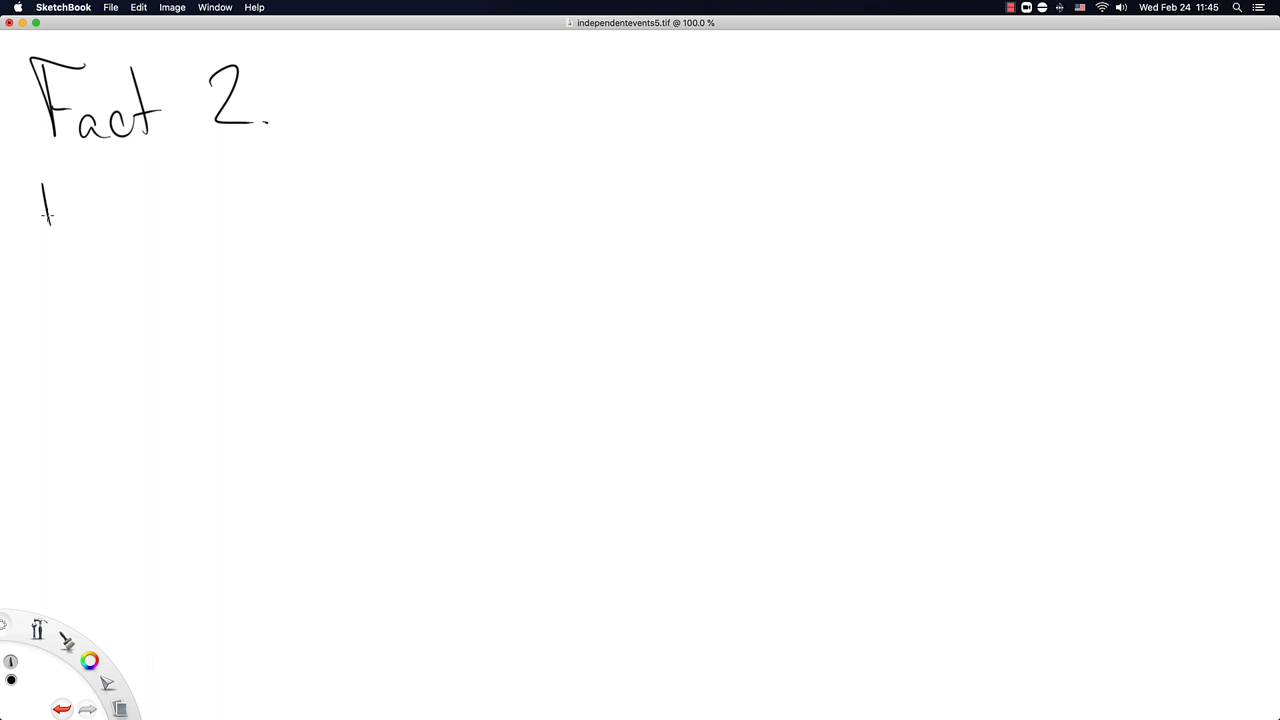 SketchBook File Edit Image Window Help Wed Feb 24 11:45
independentevents5.tif @ 100.0 %
Fact 2.